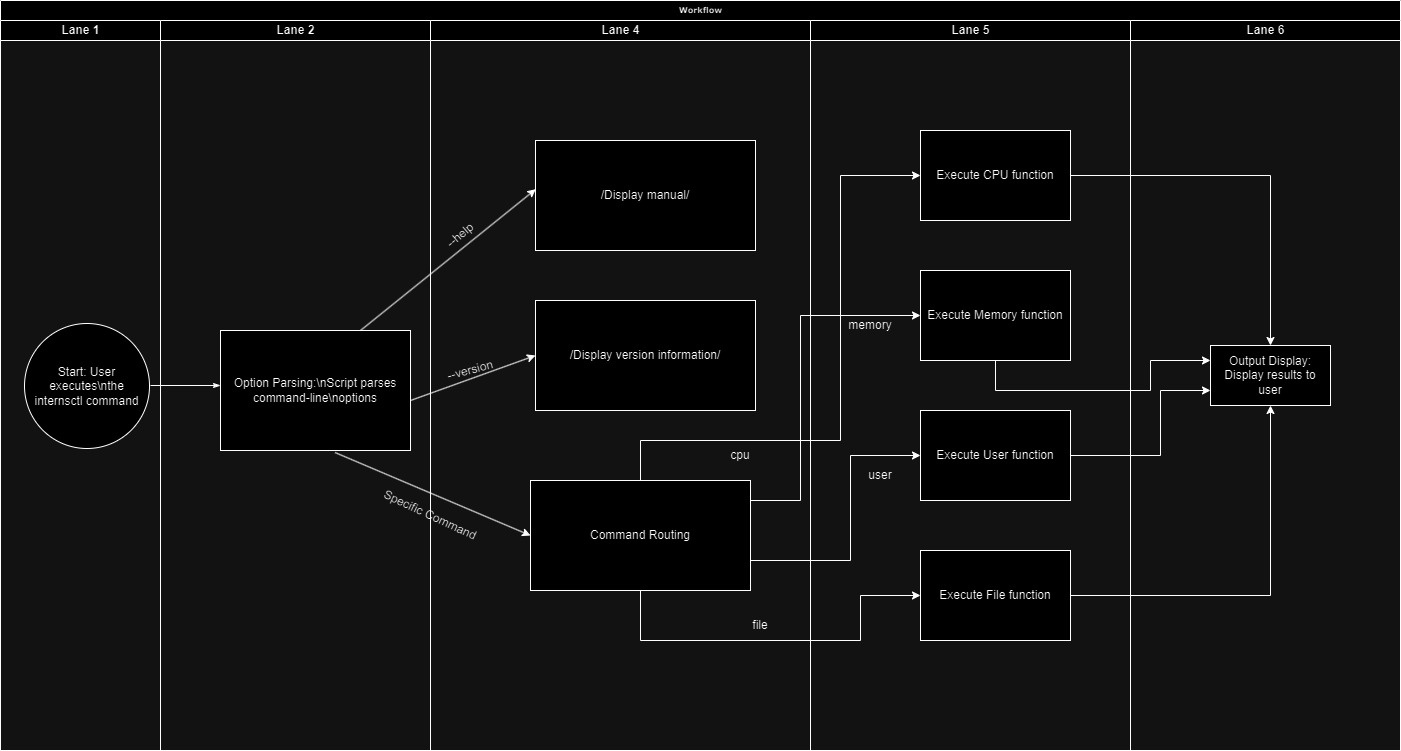 Workflow
Lane 1
Lane 2
Lane 4
Lane 5
Lane 6
Start: User
executes\nthe
internsctl command
Option Parsing:\nScript parses
command-line\noptions
--help
--version
Specific Command
/Display manual/
/Display version information/
Command Routing
cpu
memory
user
file
Execute CPU function
Execute Memory function
Execute User function
Execute File function
Output Display:
Display results to
user